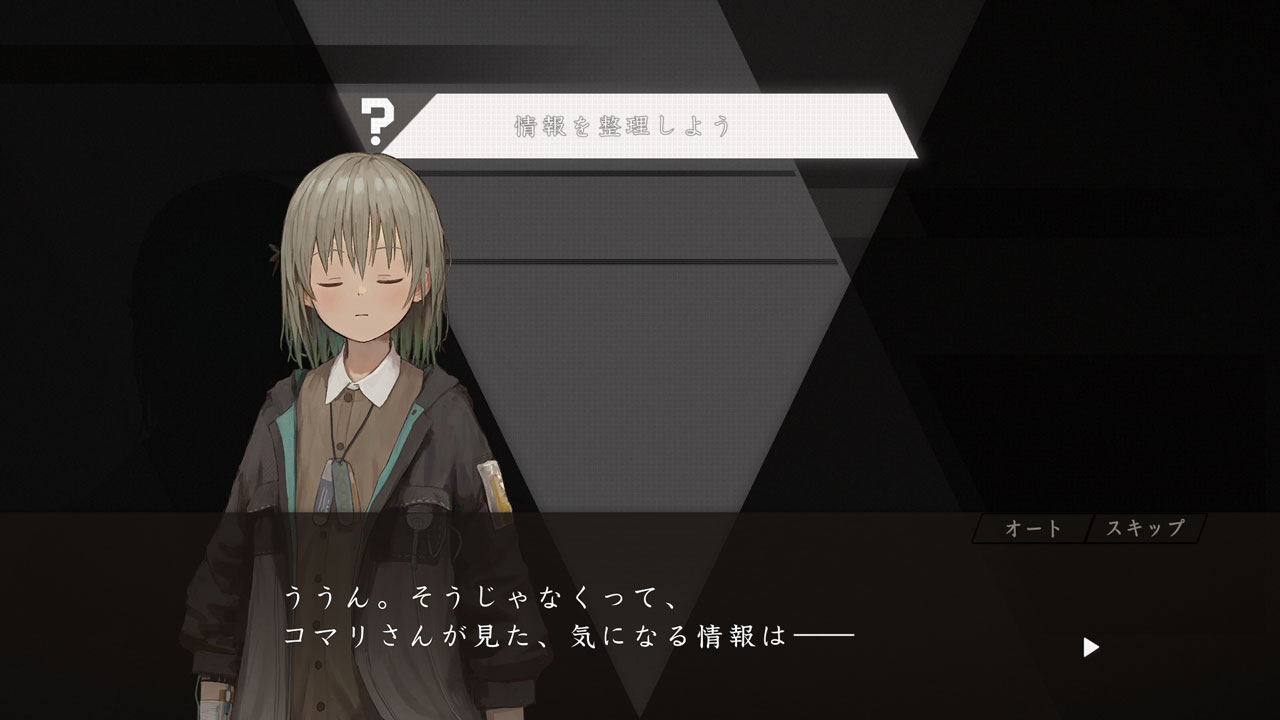 ?
情報を整理しよう
オート
スキップ
ううん。そうじゃなくって、
コマリさんが見た、気になる情報は――